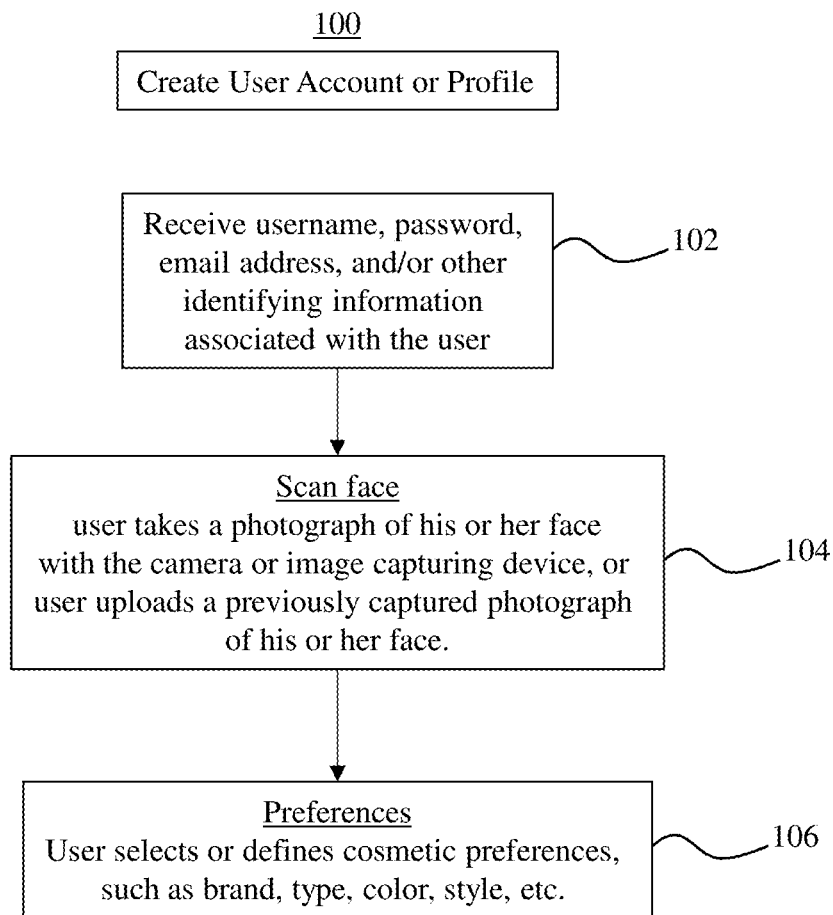 100
Create User Account or Profile
Receive username, password,
email address, and/or other
identifying information
associated with the user
102
Scan face
user takes a photograph of his or her face
with the camera or image capturing device, or
user uploads a previously captured photograph
of his or her face.
104
Preferences
User selects or defines cosmetic preferences,
such as brand, type, color, style, etc.
106